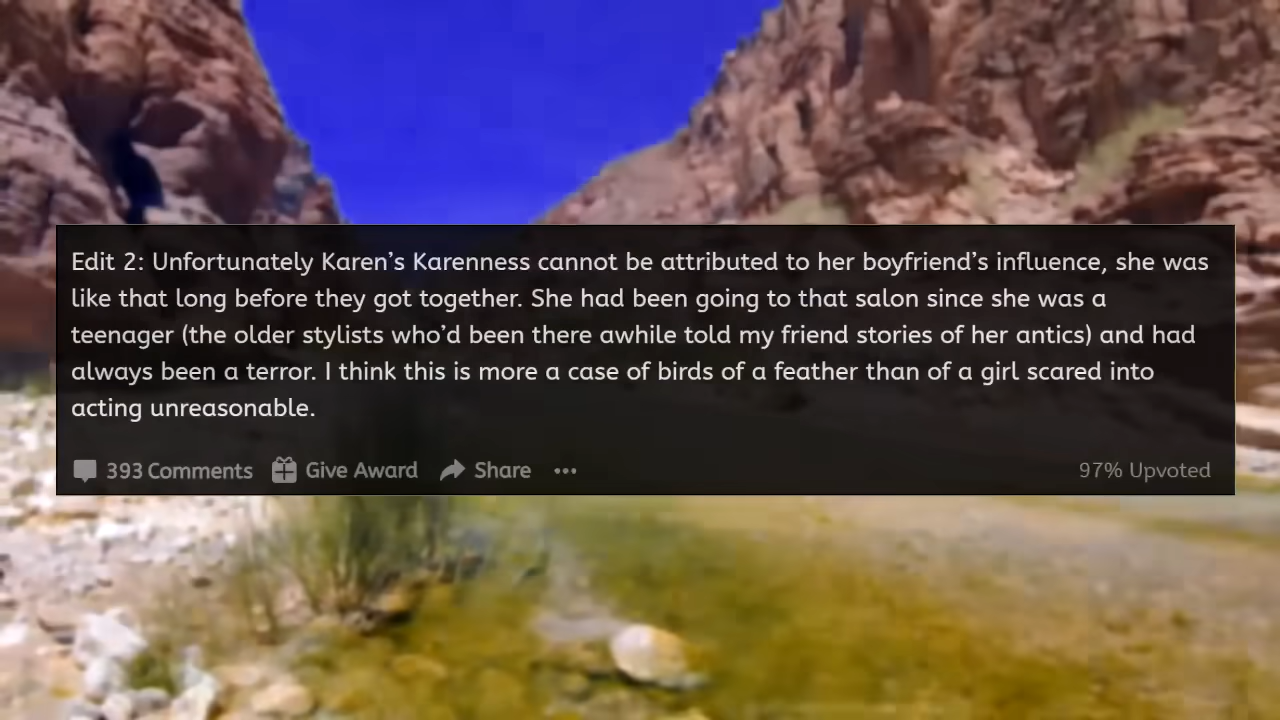 Edit 2: Unfortunately Karen’s Karenness cannot be attributed to her boyfriend’s influence, she was
like that long before they got together. She had been going to that salon since she was a
teenager (the older stylists who’d been there awhile told my friend stories of her antics) and had
always been a terror. I think this is more a case of birds of a feather than of a girl scared into
acting unreasonable.
393 Comments Give Award Share ••• 97% Upvoted